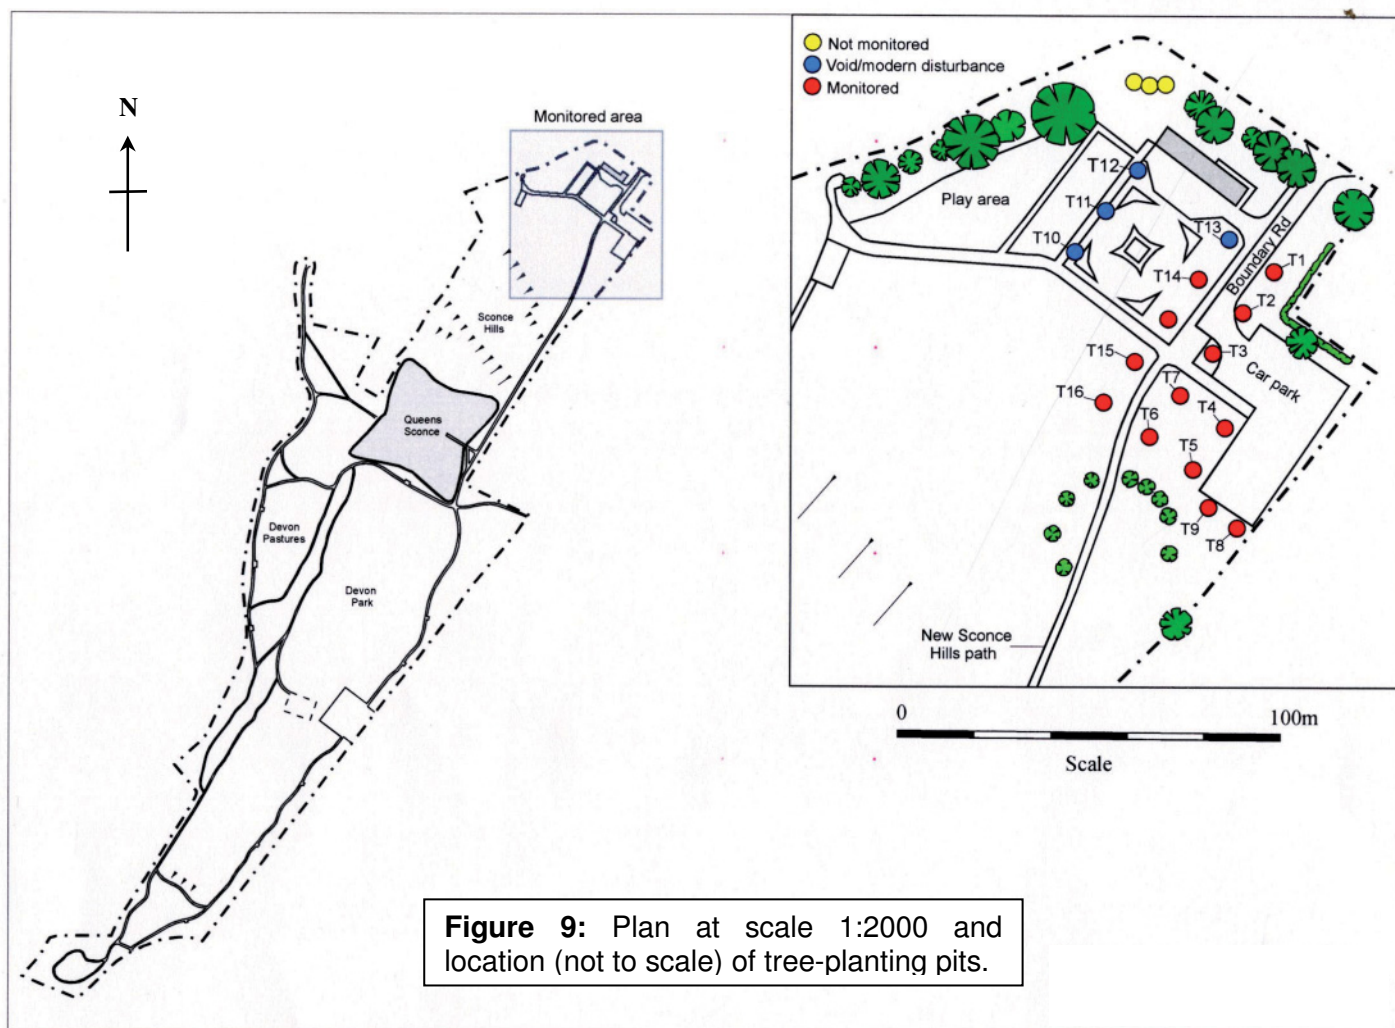 N
Monitored area
Sconce
Hills
Queens
Sconce
Devon
Pastures
Devon
Park
Not monitored
Void/modern disturbance
Monitored
Play area
T12
T11
T10
T13
T14
Boundary Rd
T1
T2
T3
Car park
T15
T16
T7
T6
T4
T5
T9
T8
New Sconce
Hills path
0
100m
Scale
Figure 9: Plan at scale 1:2000 and
location (not to scale) of tree-planting pits.